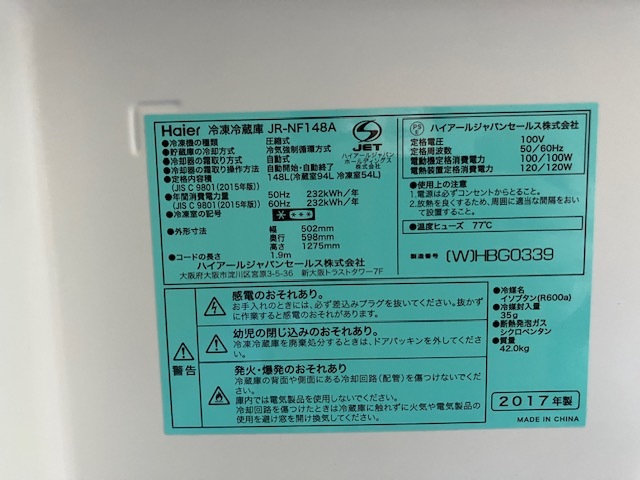 Haier 冷凍冷蔵庫 JR-NF148A
●冷凍機の種類 圧縮式
●貯蔵庫の冷却方式 冷気強制循環方式
●冷却器の霜取り方式 自動式
●冷却器の霜取り操作方式 自動開始・自動終了
●定格内容積 148L(冷蔵室94L 冷凍室54L)
(JIS C 9801(2015年版))
●年間消費電力量 50Hz 232kWh/年
(JIS C 9801(2015年版)) 60Hz 232kWh/年
●冷凍室の記号
●外形寸法 幅 502mm
奥行 598mm
高さ 1275mm
●コードの長さ 1.9m
ハイアールジャパンセールス株式会社
大阪府大阪市淀川区宮原3-5-36 新大阪トラストタワー7F
S
JET
ハイアールジャパン
ホールディングス
株式会社
PS
E
ハイアールジャパンセールス株式会社
定格電圧 100V
定格周波数 50/60Hz
電動機定格消費電力 100/100W
電熱装置定格消費電力 120/120W
●使用上の注意
1.電源は必ずコンセントからとること。
2.放熱を良くするため、周囲に適当な間隔をおい
て設置すること。
●温度ヒューズ 77℃
製造番号 (W)HBG0339
警告
感電のおそれあり。
お手入れのときには、必ず差込みプラグを抜いてください。抜かず
に作業すると感電のおそれがあります。
幼児の閉じ込めのおそれあり。
冷凍冷蔵庫を廃棄処分するときは、ドアパッキンを外してください。
発火・爆発のおそれあり
冷蔵庫の背面や側面にある冷却回路(配管)を傷つけないでくだ
さい。
庫内では電気製品を使用しないでください。
冷却回路を傷つけたときは冷蔵庫に触れずに火気や電気製品の
使用を避け窓を開け換気してください。
●冷媒名
イソブタン(R600a)
●冷媒封入量
35g
●断熱発泡ガス
シクロペンタン
●質量
42.0kg
2017年製
MADE IN CHINA